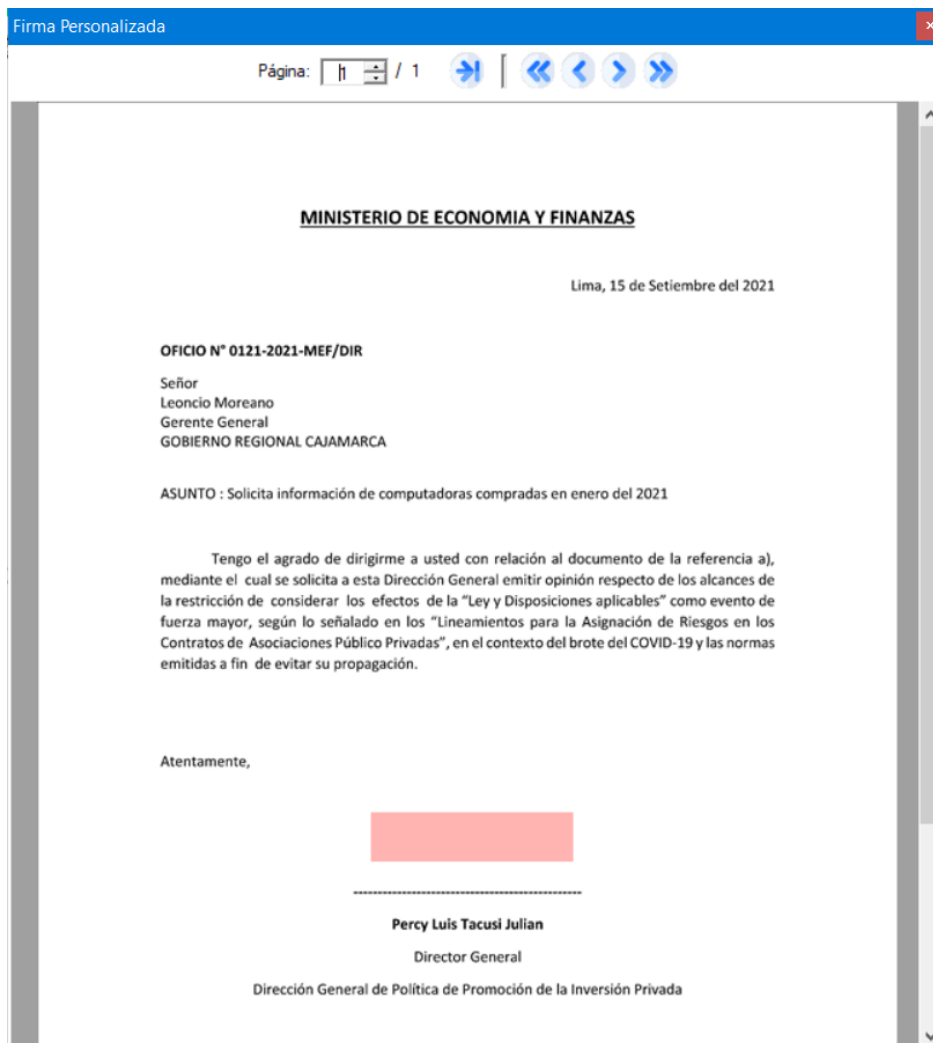 Firma Personalizada
Página: 1 / 1
MINISTERIO DE ECONOMIA Y FINANZAS
Lima, 15 de Setiembre del 2021
OFICIO N° 0121-2021-MEF/DIR
Señor
Leoncio Moreano
Gerente General
GOBIERNO REGIONAL CAJAMARCA
ASUNTO : Solicita información de computadoras compradas en enero del 2021
Tengo el agrado de dirigirme a usted con relación al documento de la referencia a),
mediante el cual se solicita a esta Dirección General emitir opinión respecto de los alcances de
la restricción de considerar los efectos de la “Ley y Disposiciones aplicables” como evento de
fuerza mayor, según lo señalado en los “Lineamientos para la Asignación de Riesgos en los
Contratos de Asociaciones Público Privadas”, en el contexto del brote del COVID-19 y las normas
emitidas a fin de evitar su propagación.
Atentamente,
-----------------------------------------------
Percy Luis Tacusi Julian
Director General
Dirección General de Política de Promoción de la Inversión Privada